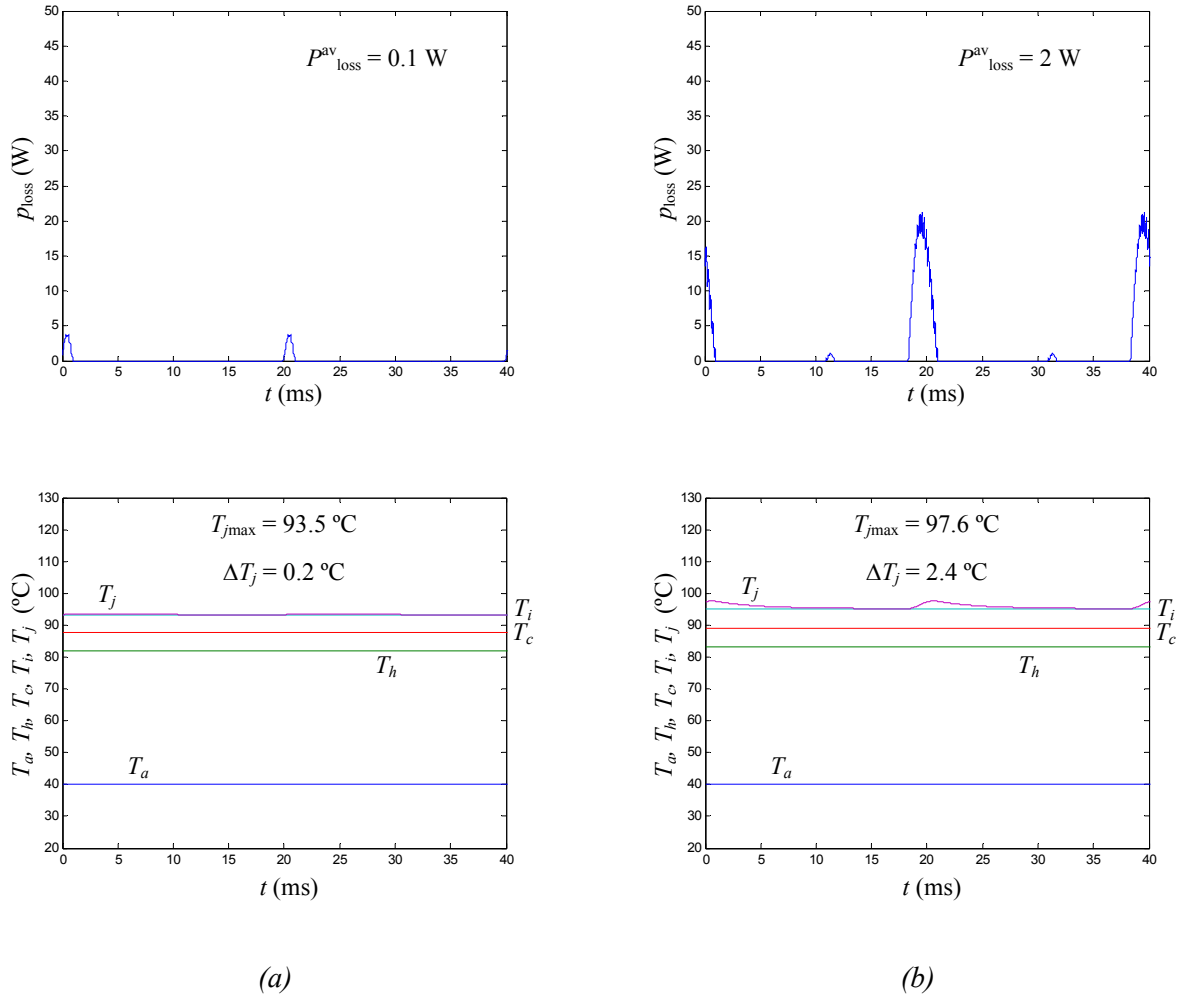 50
45
40
35
30
25
20
15
10
5
0
p_loss (W)
P^av_loss = 0.1 W
0 5 10 15 20 25 30 35 40
t (ms)
50
45
40
35
30
25
20
15
10
5
0
p_loss (W)
P^av_loss = 2 W
0 5 10 15 20 25 30 35 40
t (ms)
130
120
110
100
90
80
70
60
50
40
30
20
T_a, T_h, T_c, T_i, T_j (ºC)
T_jmax = 93.5 ºC
ΔT_j = 0.2 ºC
T_j
T_i
T_c
T_h
T_a
0 5 10 15 20 25 30 35 40
t (ms)
130
120
110
100
90
80
70
60
50
40
30
20
T_a, T_h, T_c, T_i, T_j (ºC)
T_jmax = 97.6 ºC
ΔT_j = 2.4 ºC
T_j
T_i
T_c
T_h
T_a
0 5 10 15 20 25 30 35 40
t (ms)
(a)
(b)